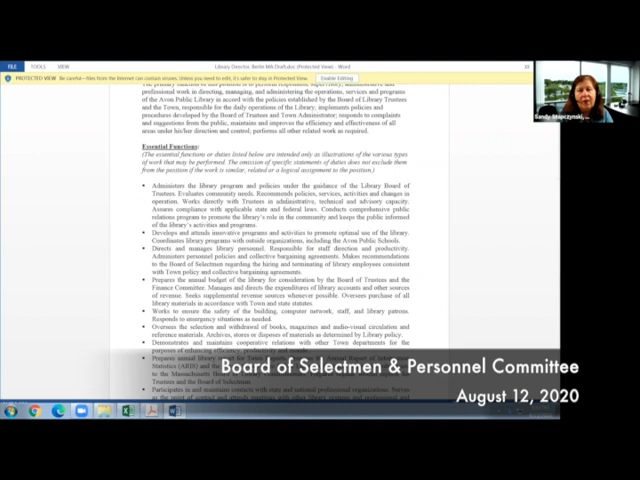 FILE TOOLS VIEW
Library Director, Berlin MA Draft.doc (Protected View) - Word
PROTECTED VIEW Be careful—files from the Internet can contain viruses. Unless you need to edit, it's safer to stay in Protected View. Enable Editing
professional work in directing, managing, and administering the operations, services and programs
of the Avon Public Library in accord with the policies established by the Board of Library Trustees
and the Town, responsible for the daily operations of the Library; implements policies and
procedures developed by the Board of Trustees and Town Administrator; responds to complaints
and suggestions from the public, maintains and improves the efficiency and effectiveness of all
areas under his/her direction and control; performs all other related work as required.
Essential Functions:
(The essential functions or duties listed below are intended only as illustrations of the various types
of work that may be performed. The omission of specific statements of duties does not exclude them
from the position if the work is similar, related or a logical assignment to the position.)
Administers the library program and policies under the guidance of the Library Board of
Trustees. Evaluates community needs. Recommends policies, services, activities and changes in
operation. Works directly with Trustees in administrative, technical and advisory capacity.
Assures compliance with applicable state and federal laws. Conducts comprehensive public
relations program to promote the library's role in the community and keeps the public informed
of the library's activities and programs.
Develops and attends innovative programs and activities to promote optimal use of the library.
Coordinates library programs with outside organizations, including the Avon Public Schools.
Directs and manages library personnel. Responsible for staff direction and productivity.
Administers personnel policies and collective bargaining agreements. Makes recommendations
to the Board of Selectmen regarding the hiring and terminating of library employees consistent
with Town policy and collective bargaining agreements.
Prepares the annual budget of the library for consideration by the Board of Trustees and the
Finance Committee. Manages and directs the expenditures of library accounts and other sources
of revenue. Seeks supplemental revenue sources whenever possible. Oversees purchase of all
library materials in accordance with Town and state statutes.
Works to ensure the safety of the building, computer network, staff, and library patrons.
Responds to emergency situations as needed.
Oversees the selection and withdrawal of books, magazines and audio-visual circulation and
reference materials. Archives, stores or disposes of materials as determined by Library policy.
Demonstrates and maintains cooperative relations with other Town departments for the
purposes of enhancing efficiency,
Prepares annual library
Statistics (ARIS) and the
to the Massachusetts Board of
Trustees and the Board of Selectmen.
Participates in and maintains contacts with state and national professional organizations. Serves
Sandy
Board of Selectmen & Personnel Committee
August 12, 2020